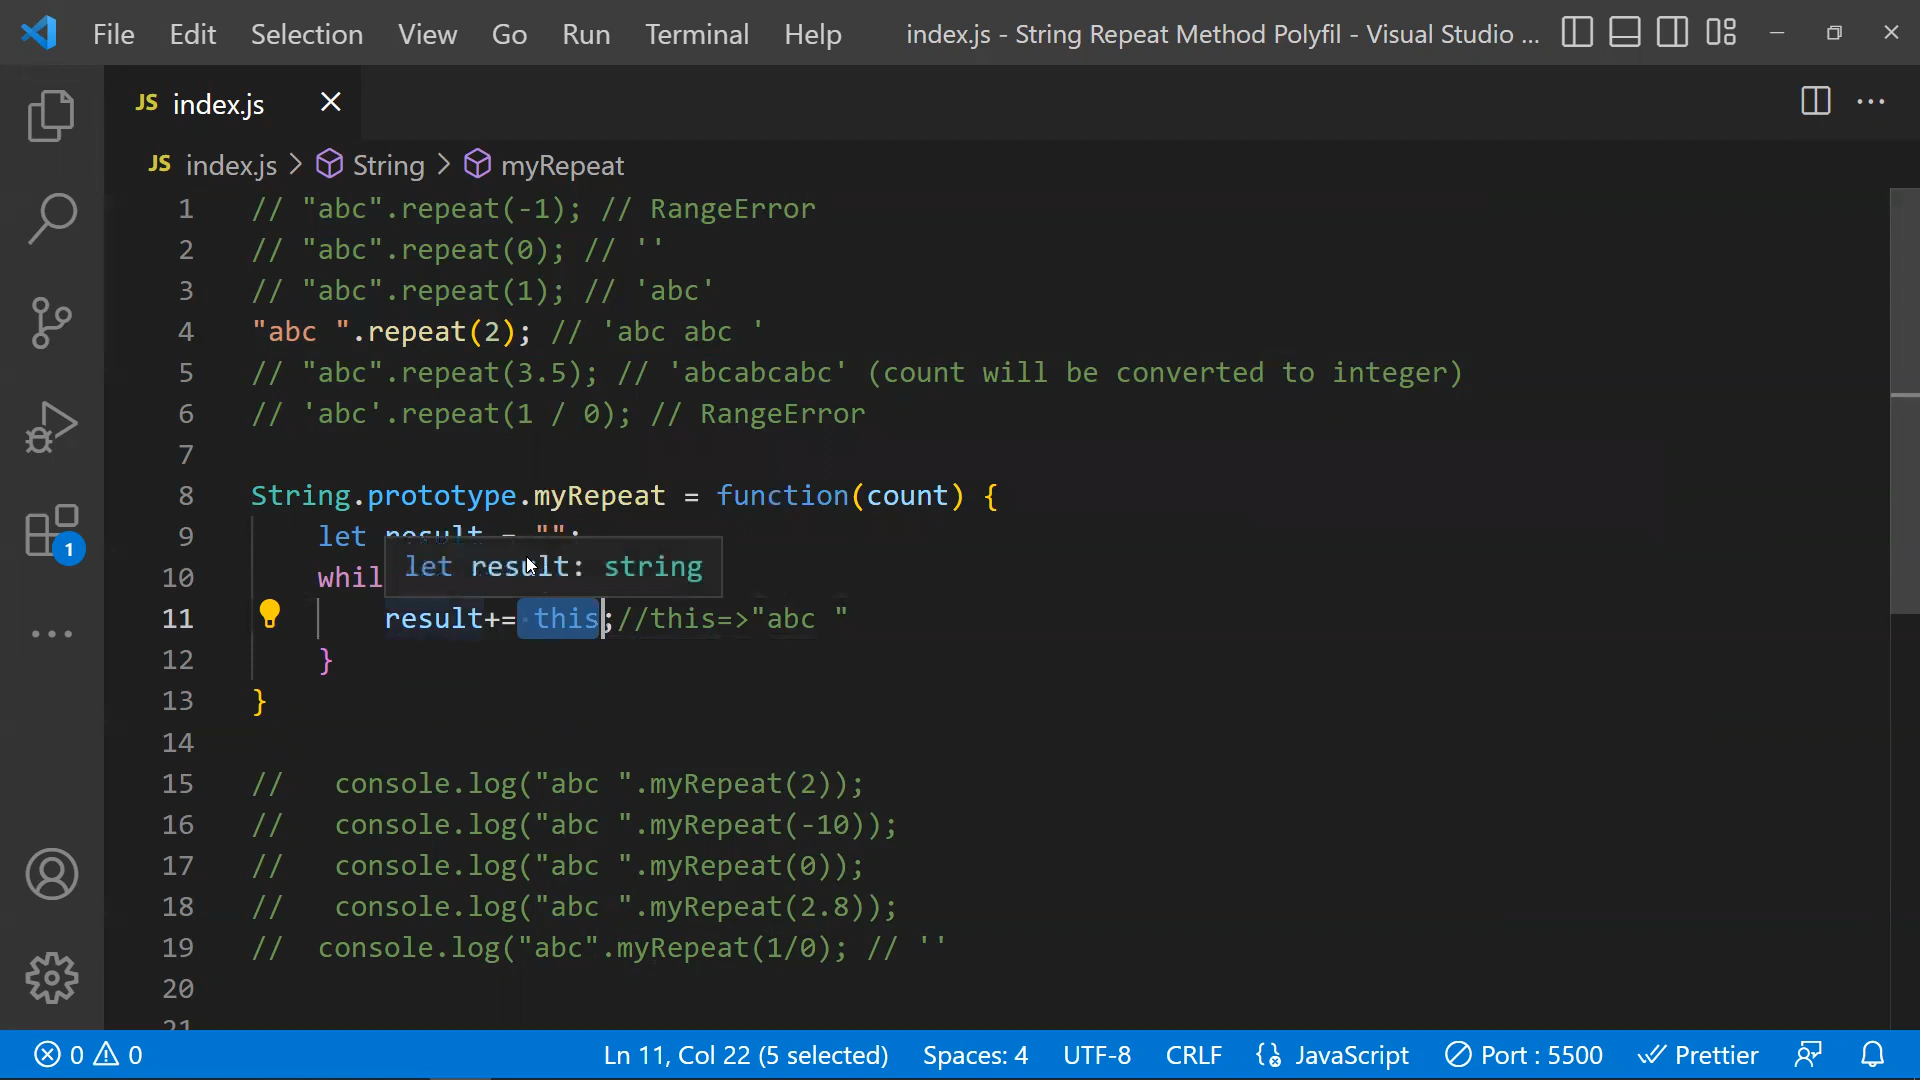 File Edit Selection View Go Run Terminal Help index.js - String Repeat Method Polyfil - Visual Studio ...
JS index.js
JS index.js > String > myRepeat
1 // "abc".repeat(-1); // RangeError
2 // "abc".repeat(0); // ''
3 // "abc".repeat(1); // 'abc'
4 "abc ".repeat(2); // 'abc abc '
5 // "abc".repeat(3.5); // 'abcabcabc' (count will be converted to integer)
6 // 'abc'.repeat(1 / 0); // RangeError
7
8 String.prototype.myRepeat = function(count) {
9 let result = "";
let result: string
10 whil
11 result+= this;//this=>"abc "
12 }
13 }
14
15 // console.log("abc ".myRepeat(2));
16 // console.log("abc ".myRepeat(-10));
17 // console.log("abc ".myRepeat(0));
18 // console.log("abc ".myRepeat(2.8));
19 // console.log("abc".myRepeat(1/0); // ''
20
21
1
0 0 Ln 11, Col 22 (5 selected) Spaces: 4 UTF-8 CRLF JavaScript Port : 5500 Prettier